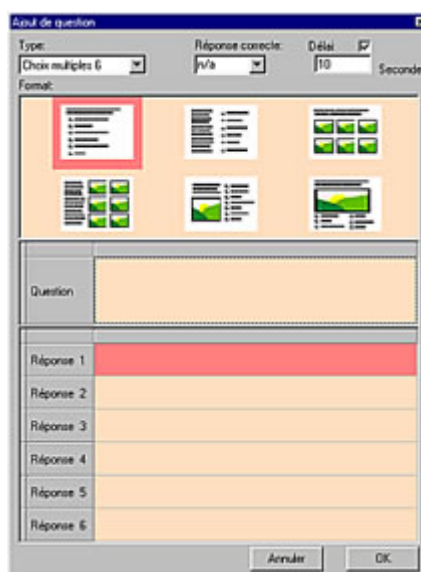 Ajout de question
Type: Réponse correcte: Délai
Choix multiples 6 n/a 10 Seconde
Format:
Question
Réponse 1
Réponse 2
Réponse 3
Réponse 4
Réponse 5
Réponse 6
Annuler OK